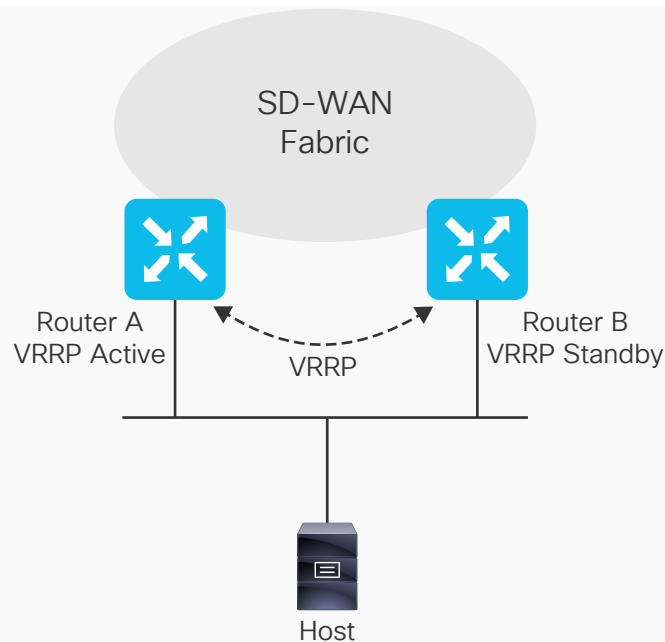 SD-WAN
Fabric
Router A
VRRP Active
VRRP
Router B
VRRP Standby
Host